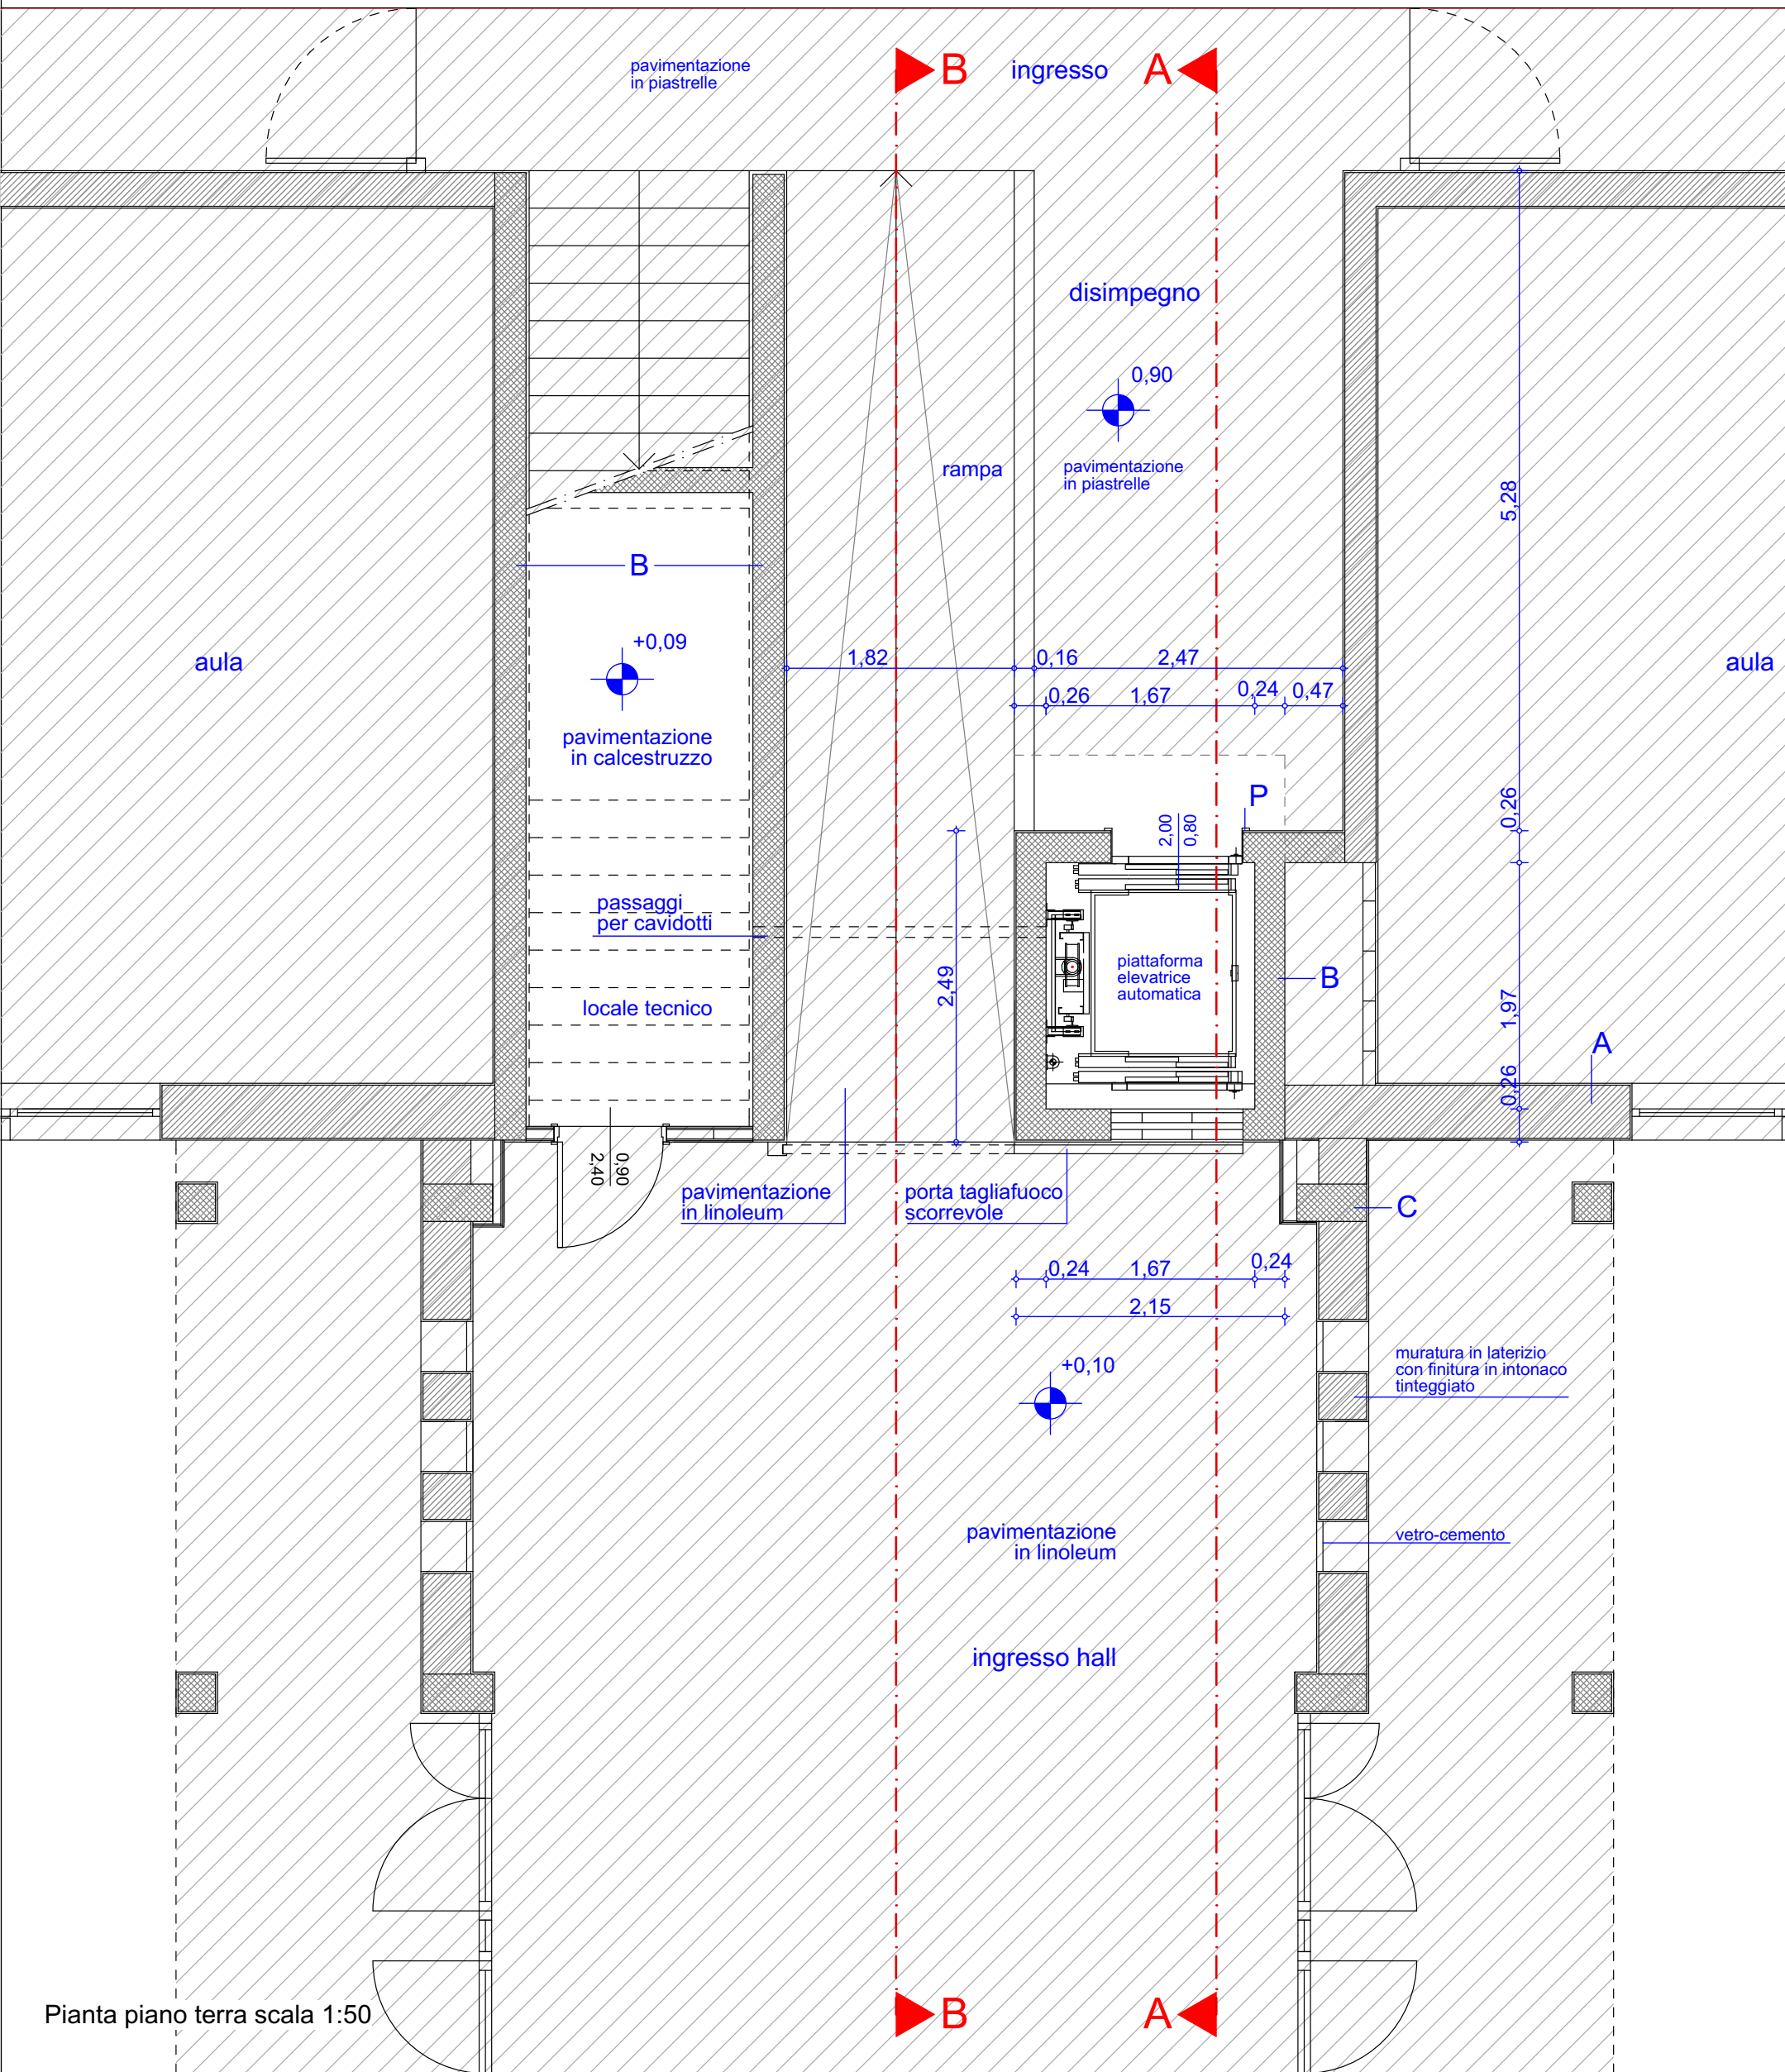 pavimentazione
in piastrelle
B
ingresso
A
disimpegno
0,90
rampa
pavimentazione
in piastrelle
5,28
B
+0,09
aula
aula
1,82
0,16
2,47
0,26
1,67
0,24
0,47
pavimentazione
in calcestruzzo
P
0,26
2,00
0,80
passaggi
per cavidotti
piattaforma
elevatrice
automatica
2,49
B
1,97
locale tecnico
A
0,26
0,90
2,40
pavimentazione
in linoleum
porta tagliafuoco
scorrevole
C
0,24
1,67
0,24
2,15
+0,10
muratura in laterizio
con finitura in intonaco
tinteggiato
pavimentazione
in linoleum
vetro-cemento
ingresso hall
Pianta piano terra scala 1:50
B
A